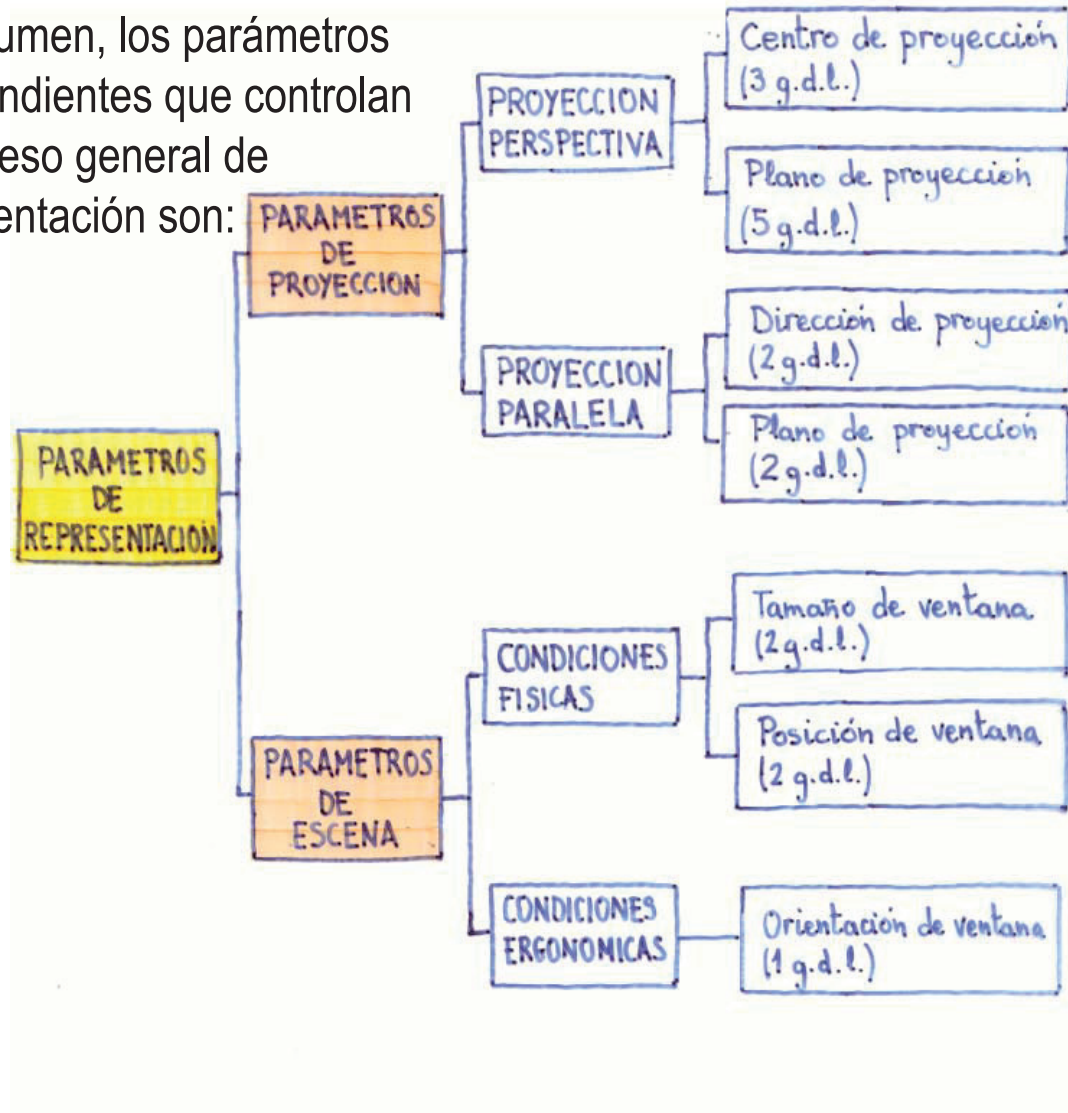 umen, los parámetros
ndientes que controlan
eso general de
entación son:
PARAMETROS
DE
REPRESENTACIÓN
PARAMETROS
DE
PROYECCION
PROYECCION
PERSPECTIVA
Centro de proyección
(3 g.d.l.)
Plano de proyección
(5 g.d.l.)
PROYECCION
PARALELA
Dirección de proyección
(2 g.d.l.)
Plano de proyección
(2 g.d.l.)
PARAMETROS
DE
ESCENA
CONDICIONES
FISICAS
Tamaño de ventana
(2 g.d.l.)
Posición de ventana
(2 g.d.l.)
CONDICIONES
ERGONOMICAS
Orientación de ventana
(1 g.d.l.)